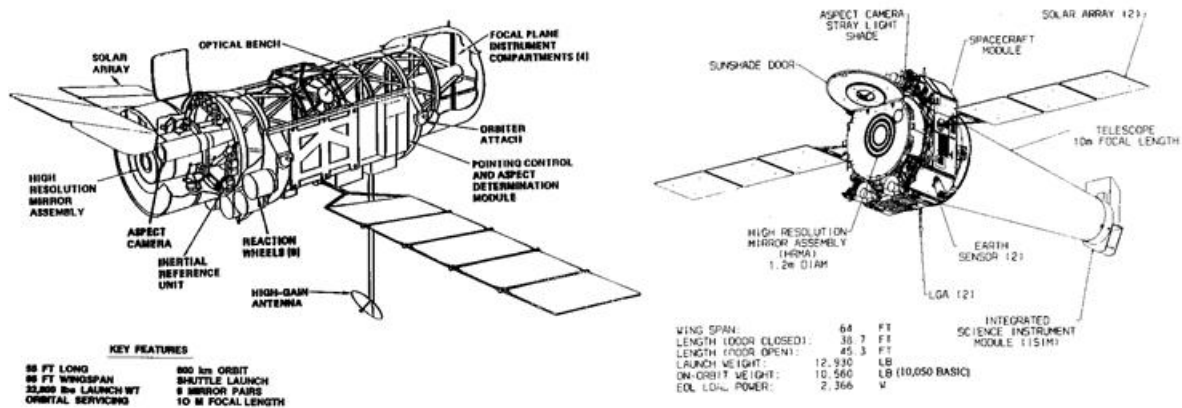 SOLAR
ARRAY
OPTICAL BENCH
FOCAL PLANE
INSTRUMENT
COMPARTMENTS [4]
ORBITER
ATTACH
POINTING CONTROL
AND ASPECT
DETERMINATION
MODULE
HIGH
RESOLUTION
MIRROR
ASSEMBLY
ASPECT
CAMERA
INERTIAL
REFERENCE
UNIT
REACTION
WHEELS
HIGH-GAIN
ANTENNA
KEY FEATURES
FT LONG
FT WINGSPAN
LAUNCH WT
ORBITAL SERVICING
km ORBIT
SHUTTLE LAUNCH
MIRROR PAIRS
10 M FOCAL LENGTH
ASPECT CAMERA
STRAY LIGHT
SHADE
SOLAR ARRAY (2)
SPACECRAFT
MODULE
SUNSHADE DOOR
TELESCOPE
10m FOCAL LENGTH
HIGH RESOLUTION
MIRROR ASSEMBLY
(HRMA)
1.2m DIAM
EARTH
SENSOR (2)
LGA (2)
INTEGRATED
SCIENCE INSTRUMENT
MODULE (ISIM)
WING SPAN: 64 FT
LENGTH (DOOR CLOSED): 38.7 FT
LENGTH (DOOR OPEN): 45.3 FT
LAUNCH WEIGHT: 12,930 LB
ON-ORBIT WEIGHT: 10,560 LB (10,050 BASIC)
EOL POWER: 2,366 W